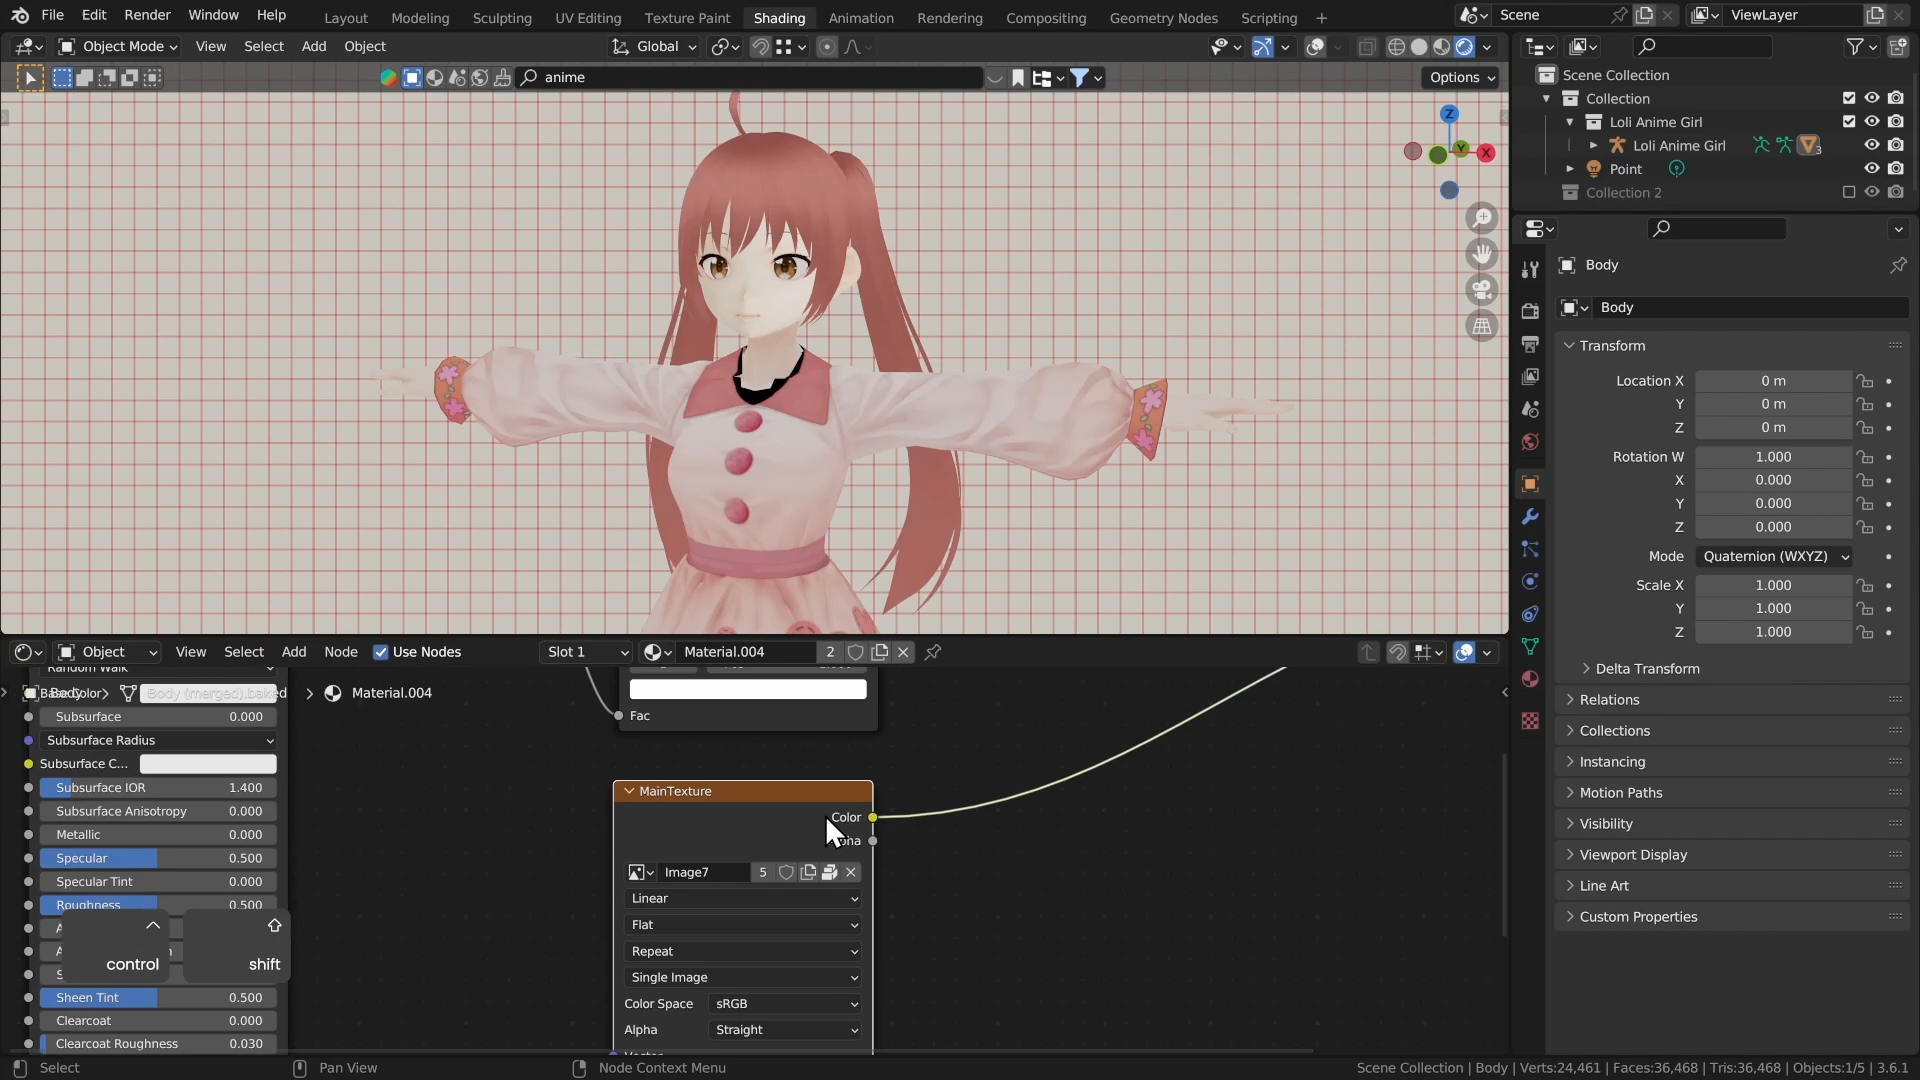 File Edit Render Window Help
Layout Modeling Sculpting UV Editing Texture Paint Shading Animation Rendering Compositing Geometry Nodes Scripting
Scene
ViewLayer
Object Mode View Select Add Object
Global
anime
Options
Z
Y
X
Scene Collection
Collection
Loli Anime Girl
Loli Anime Girl
3
Point
Collection 2
Body
Body
Transform
Location X 0 m
Y 0 m
Z 0 m
Rotation W 1.000
X 0.000
Y 0.000
Z 0.000
Mode Quaternion (WXYZ)
Scale X 1.000
Y 1.000
Z 1.000
Delta Transform
Relations
Collections
Instancing
Motion Paths
Visibility
Viewport Display
Line Art
Custom Properties
Object View Select Add Node Use Nodes
Slot 1
Material.004
2
Random Walk
Base Color
Body
Body (merged).baked
Material.004
Subsurface 0.000
Subsurface Radius
Subsurface C...
Subsurface IOR 1.400
Subsurface Anisotropy 0.000
Metallic 0.000
Specular 0.500
Specular Tint 0.000
Roughness 0.500
control
shift
Sheen Tint 0.500
Clearcoat 0.000
Clearcoat Roughness 0.030
Fac
MainTexture
Color
Image7 5
Linear
Flat
Repeat
Single Image
Color Space sRGB
Alpha Straight
Select
Pan View
Node Context Menu
Scene Collection | Body | Verts:24,461 | Faces:36,468 | Tris:36,468 | Objects:1/5 | 3.6.1